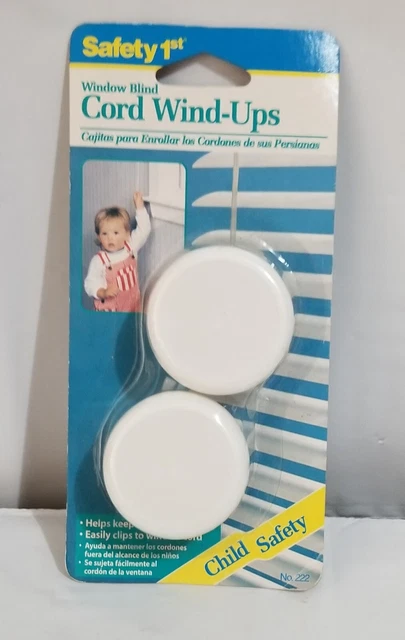 Safety 1st
Window Blind
Cord Wind-Ups
Cajitas para Enrollar los Cordones de sus Persianas
• Helps keep
• Easily clips to
• Ayuda a mantener los cordones
fuera del alcance de los niños
• Se sujeta fácilmente al
cordón de la ventana
Child Safety
No. 222